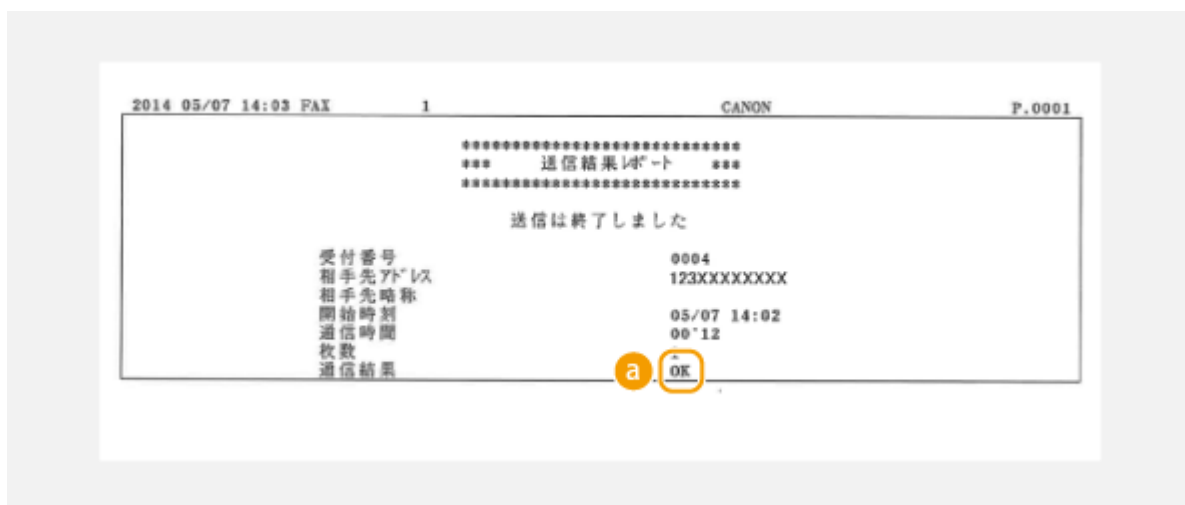 2014 05/07 14:03 FAX 1 CANON P.0001
****************************
*** 送信結果ﾚﾎﾟｰﾄ ***
****************************
送信は終了しました
受付番号 0004
相手先ｱﾄﾞﾚｽ 123XXXXXXXX
相手先略称
開始時刻 05/07 14:02
通信時間 00"12
枚数
通信結果 a OK